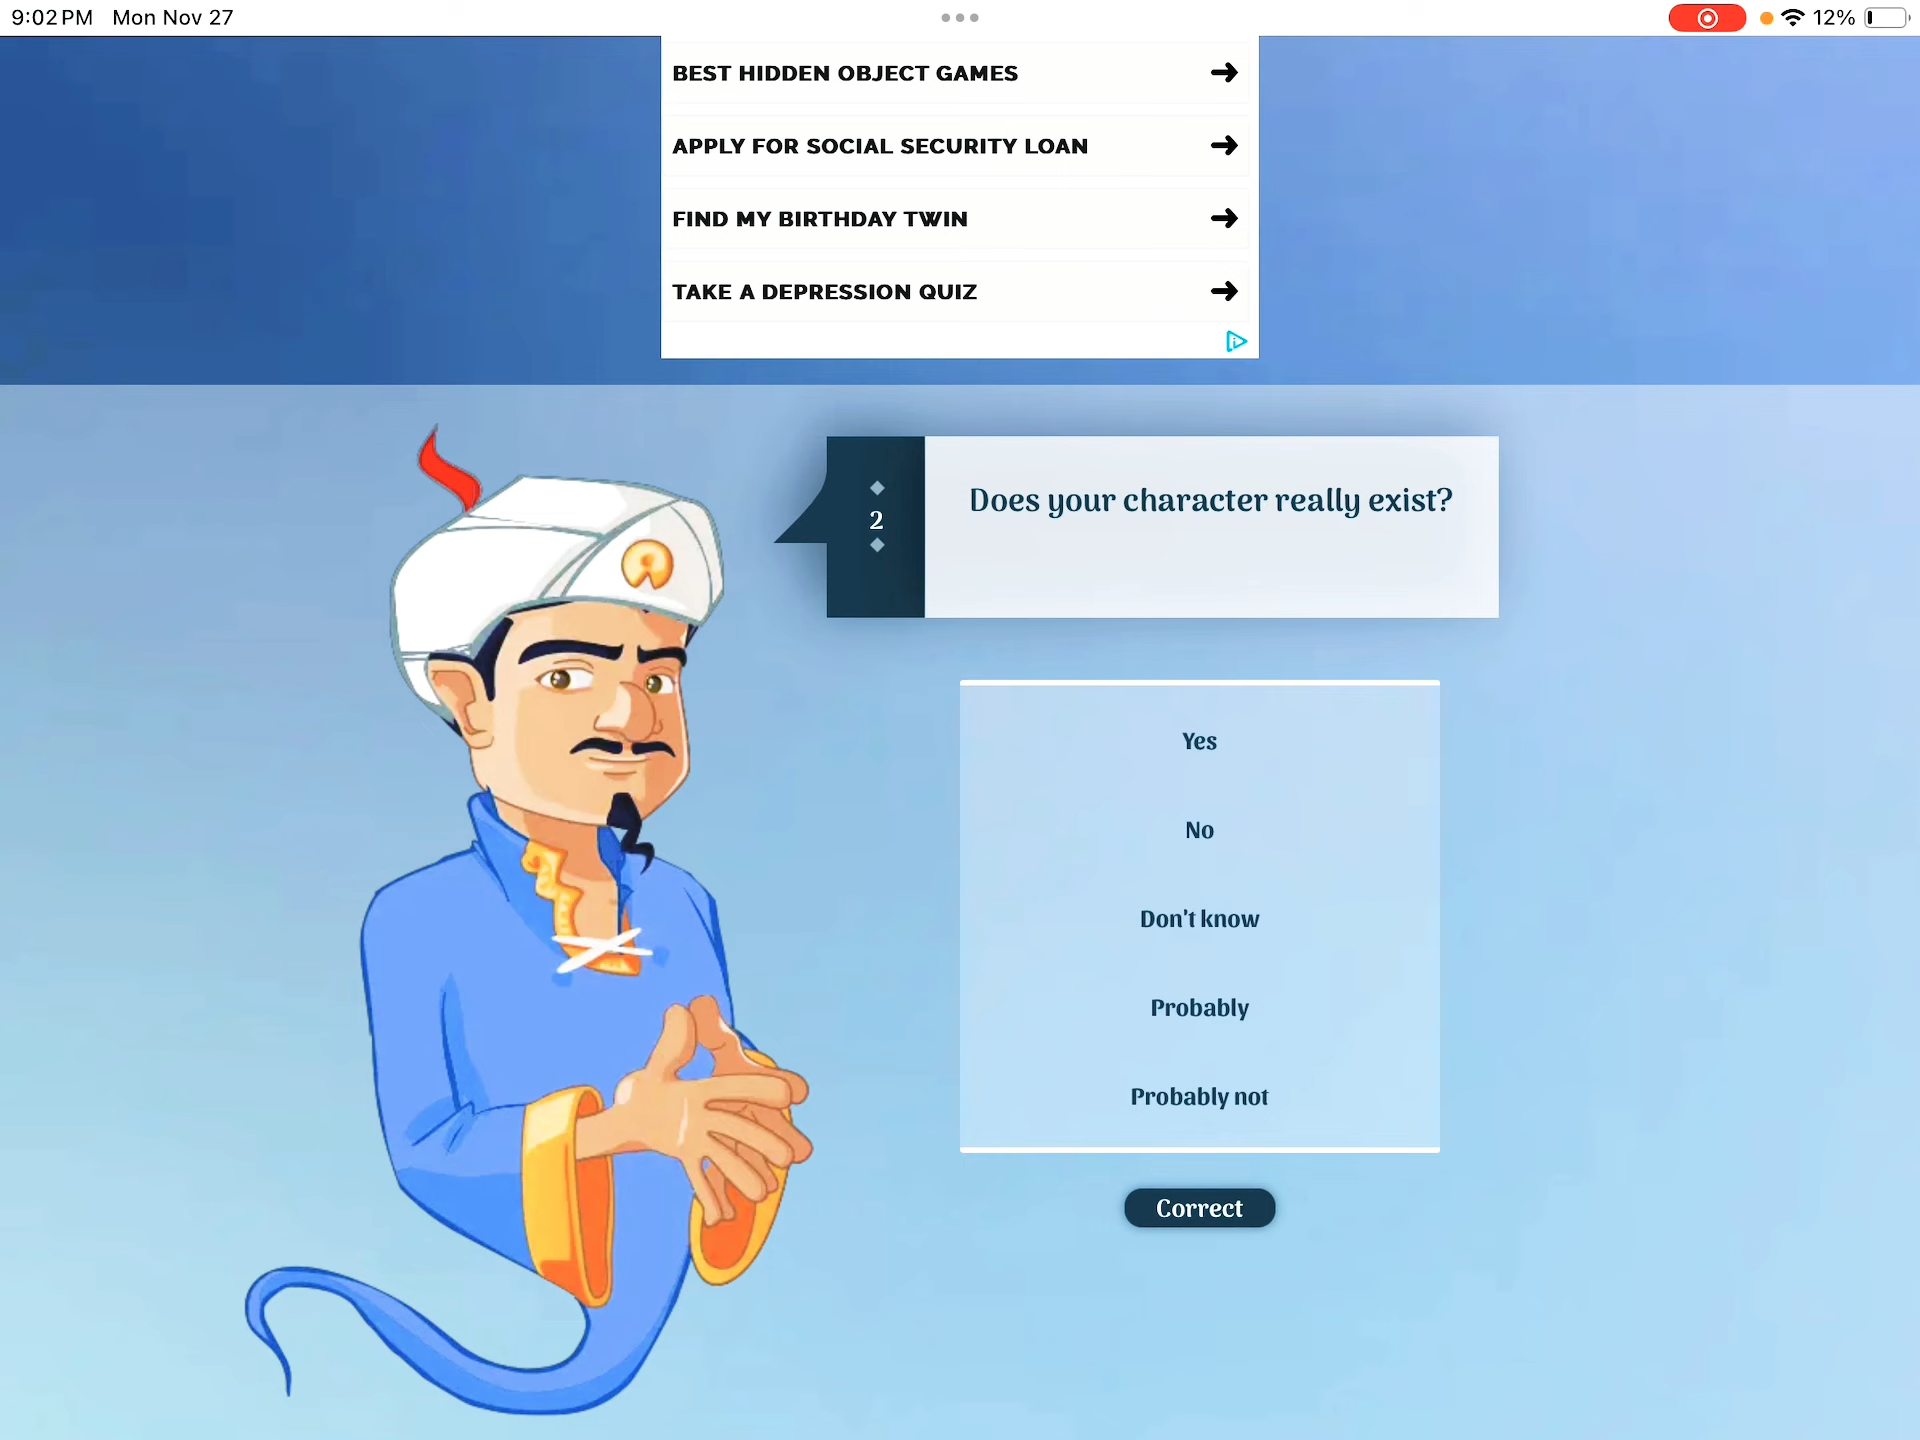 9:02 PM Mon Nov 27
12%
BEST HIDDEN OBJECT GAMES
APPLY FOR SOCIAL SECURITY LOAN
FIND MY BIRTHDAY TWIN
TAKE A DEPRESSION QUIZ
2
Does your character really exist?
Yes
No
Don't know
Probably
Probably not
Correct